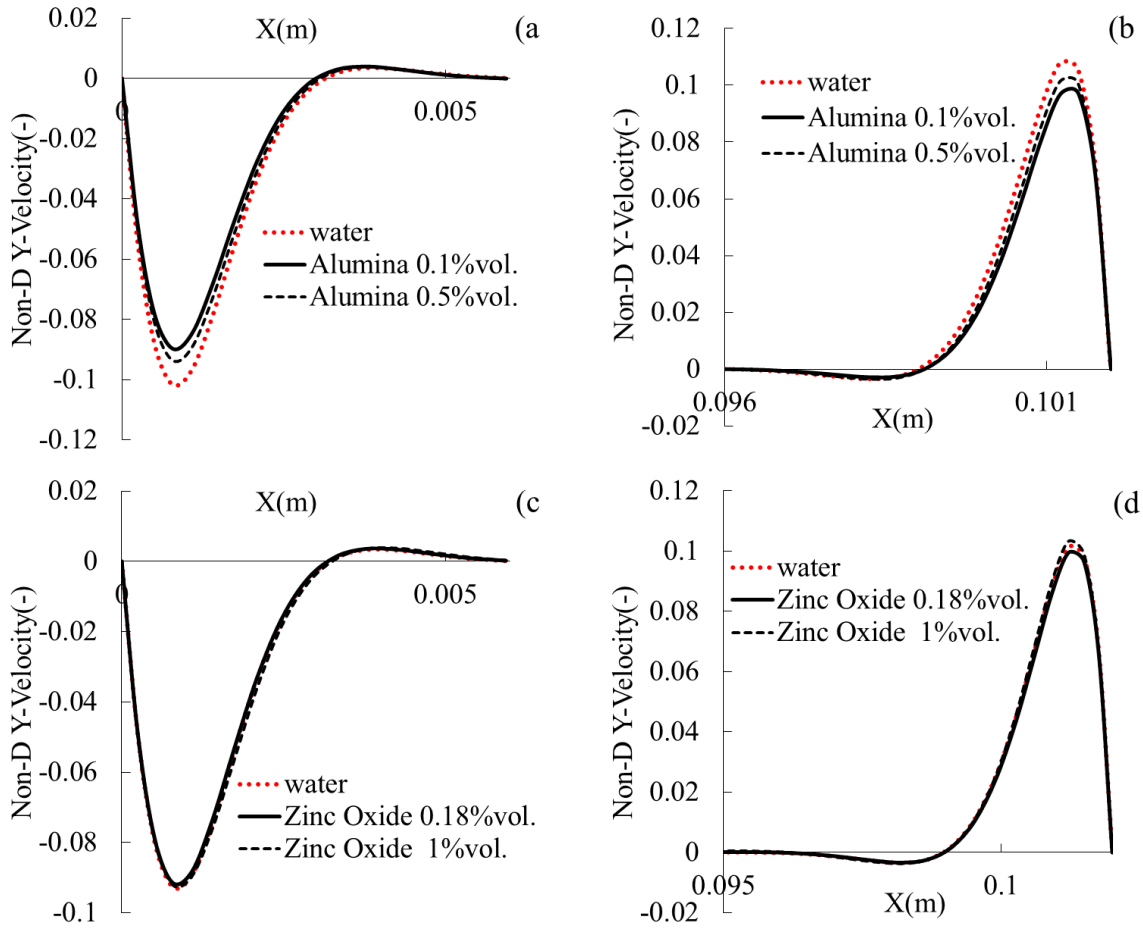 0.02
X(m)
(a
0
0
0.005
-0.02
-0.04
-0.06
-0.08
-0.1
-0.12
Non-D Y-Velocity(-)
water
Alumina 0.1%vol.
Alumina 0.5%vol.
0.12
(b
0.1
0.08
0.06
0.04
0.02
0
-0.02
0.096
0.101
X(m)
Non-D Y-Velocity(-)
water
Alumina 0.1%vol.
Alumina 0.5%vol.
0.02
X(m)
(c
0
0
0.005
-0.02
-0.04
-0.06
-0.08
-0.1
Non-D Y-Velocity(-)
water
Zinc Oxide 0.18%vol.
Zinc Oxide 1%vol.
0.12
(d
0.1
0.08
0.06
0.04
0.02
0
-0.02
0.095
0.1
X(m)
Non-D Y-Velocity(-)
water
Zinc Oxide 0.18%vol.
Zinc Oxide 1%vol.